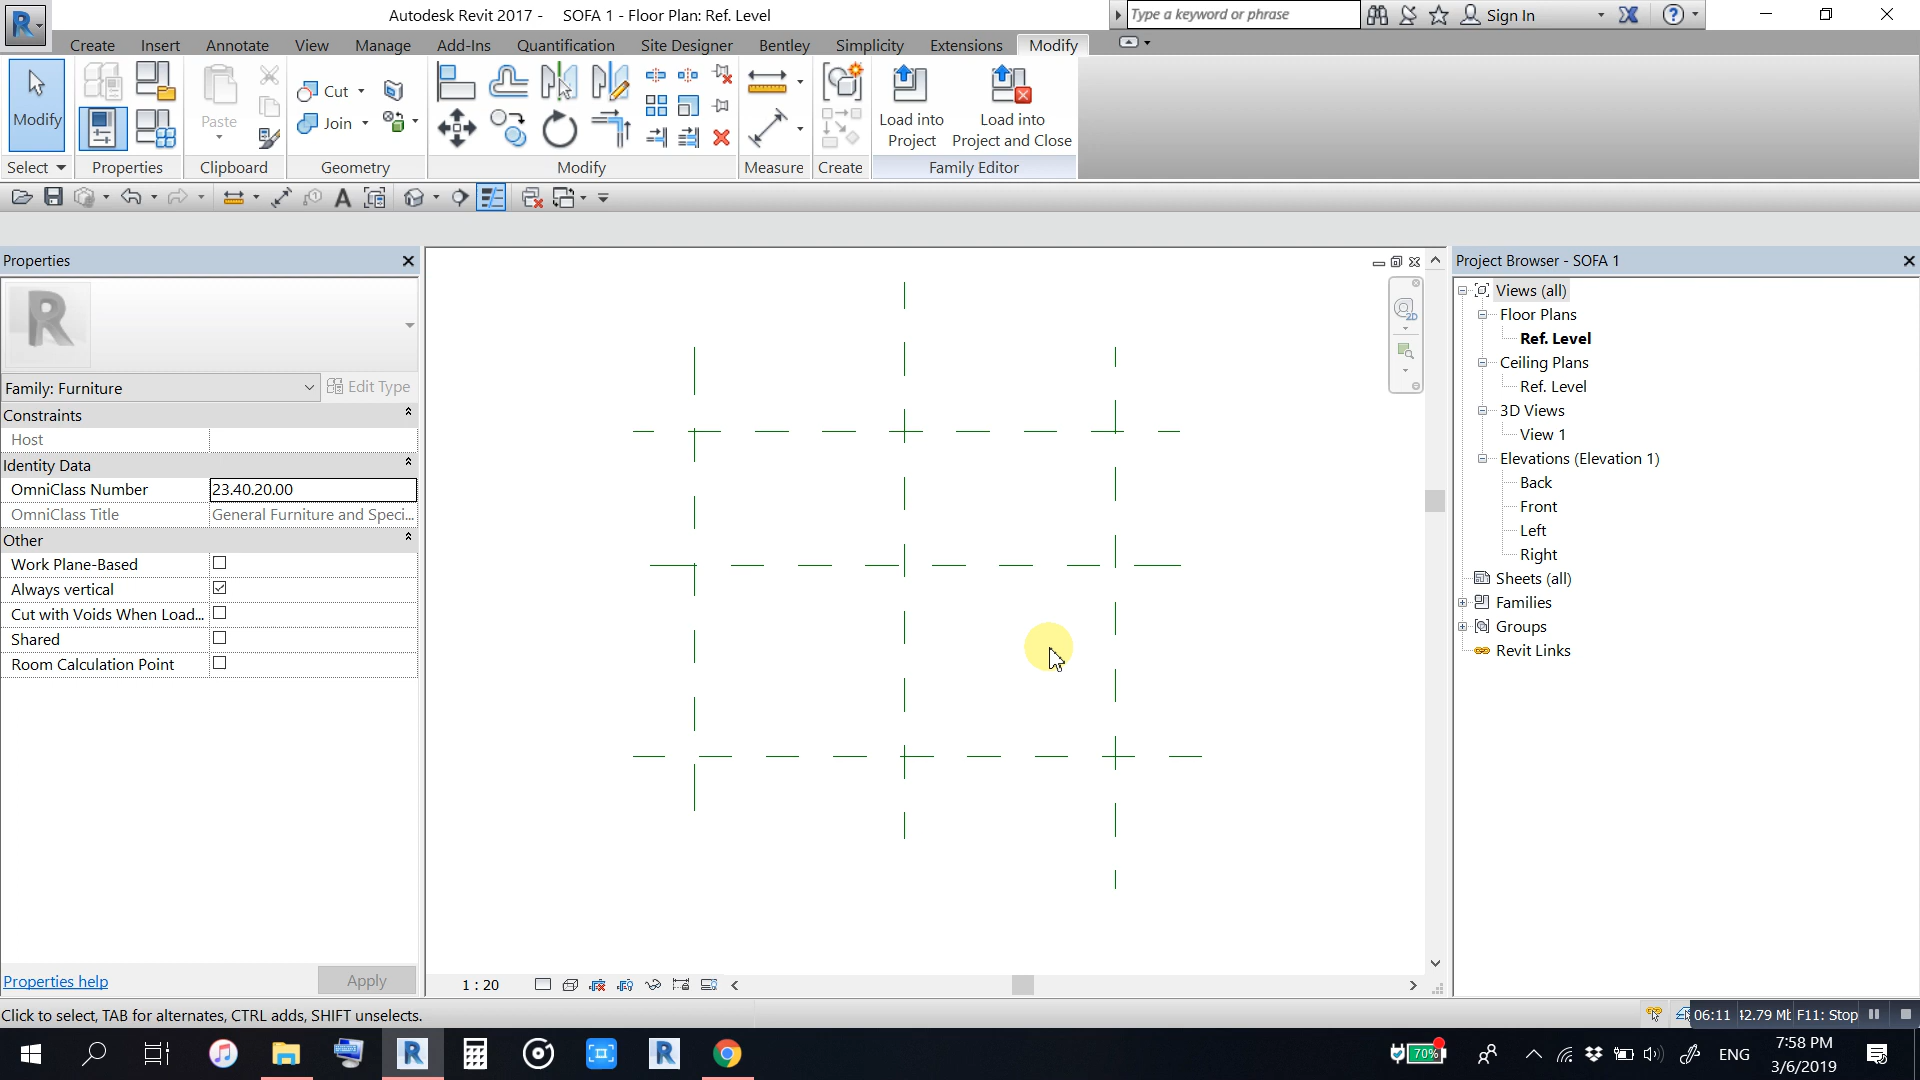 Autodesk Revit 2017 - SOFA 1 - Floor Plan: Ref. Level
Type a keyword or phrase
Sign In
Create Insert Annotate View Manage Add-Ins Quantification Site Designer Bentley Simplicity Extensions Modify
Modify
Paste
Cut
Join
Load into
Project
Load into
Project and Close
Select Properties Clipboard Geometry Modify Measure Create Family Editor
Properties
R
Family: Furniture
Edit Type
Constraints
Host
Identity Data
OmniClass Number 23.40.20.00
OmniClass Title General Furniture and Speci...
Other
Work Plane-Based
Always vertical
Cut with Voids When Load...
Shared
Room Calculation Point
Properties help
Apply
2D
1 : 20
Project Browser - SOFA 1
Views (all)
Floor Plans
Ref. Level
Ceiling Plans
Ref. Level
3D Views
View 1
Elevations (Elevation 1)
Back
Front
Left
Right
Sheets (all)
Families
Groups
Revit Links
Click to select, TAB for alternates, CTRL adds, SHIFT unselects.
06:11 F11: Stop
70%
ENG
7:58 PM
3/6/2019